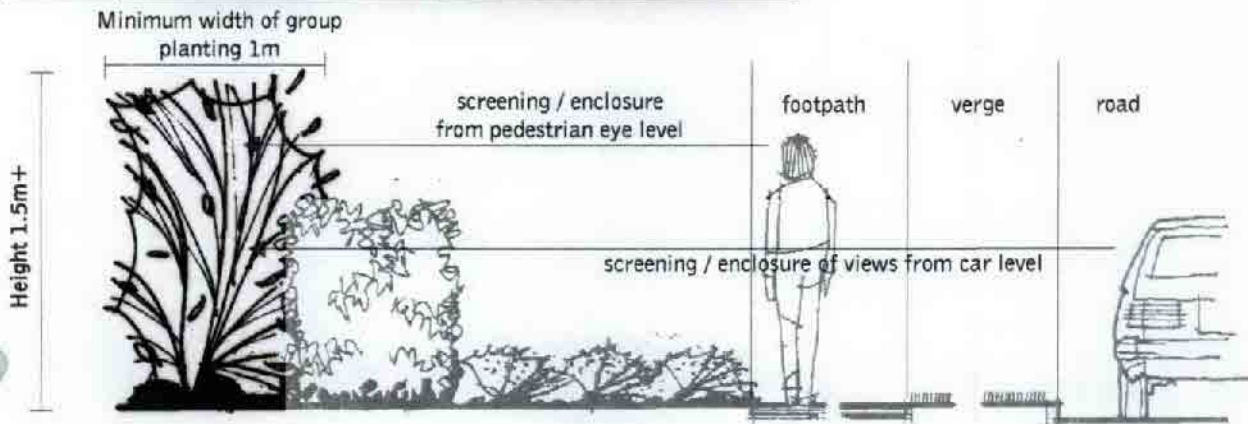 Minimum width of group
planting 1m
screening / enclosure
from pedestrian eye level
footpath
verge
road
Height 1.5m+
screening / enclosure of views from car level